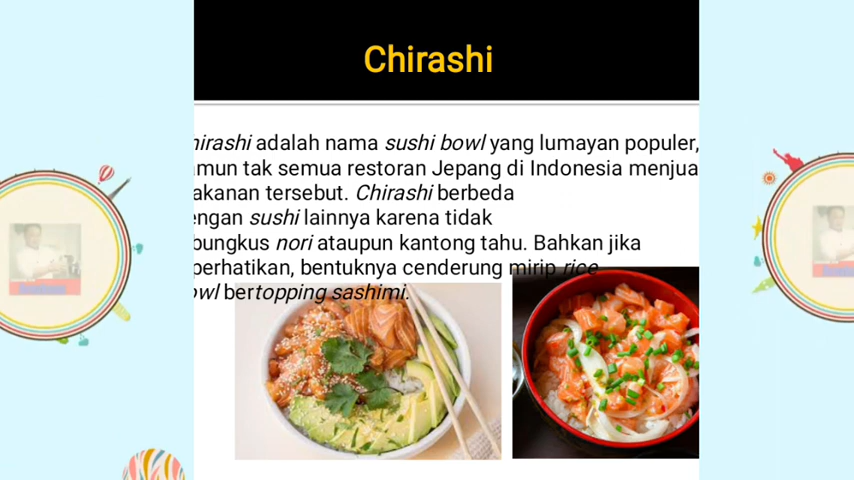 Chirashi
hirashi adalah nama sushi bowl yang lumayan populer,
amun tak semua restoran Jepang di Indonesia menjua
akanan tersebut. Chirashi berbeda
engan sushi lainnya karena tidak
bungkus nori ataupun kantong tahu. Bahkan jika
perhatikan, bentuknya cenderung mirip rice
owl bertopping sashimi.